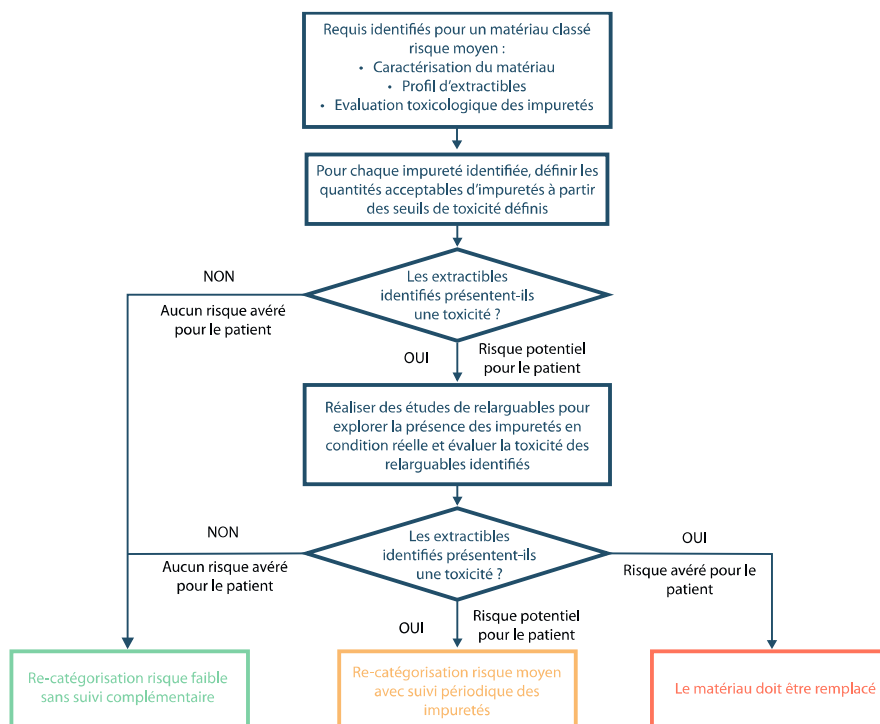 Requis identifiés pour un matériau classé
risque moyen :
• Caractérisation du matériau
• Profil d'extractibles
• Evaluation toxicologique des impuretés
Pour chaque impureté identifiée, définir les
quantités acceptables d'impuretés à partir
des seuils de toxicité définis
NON
Aucun risque avéré
pour le patient
Les extractibles
identifiés présentent-ils
une toxicité ?
OUI
Risque potentiel
pour le patient
Réaliser des études de relarguables pour
explorer la présence des impuretés en
condition réelle et évaluer la toxicité des
relarguables identifiés
NON
Aucun risque avéré
pour le patient
Les extractibles
identifiés présentent-ils
une toxicité ?
OUI
Risque avéré pour le
patient
OUI
Risque potentiel
pour le patient
Re-catégorisation risque faible
sans suivi complémentaire
Re-catégorisation risque moyen
avec suivi périodique des
impuretés
Le matériau doit être remplacé